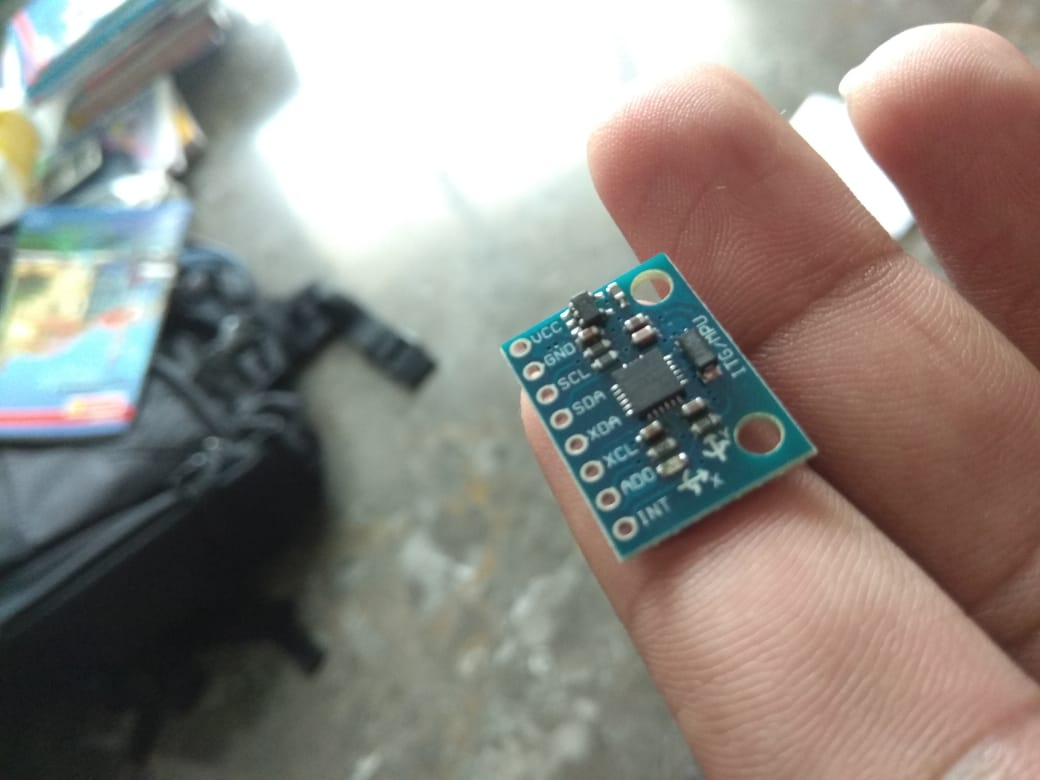 VCC
GND
SCL
SDA
XDA
XCL
ADO
INT
ITG/MPU
X